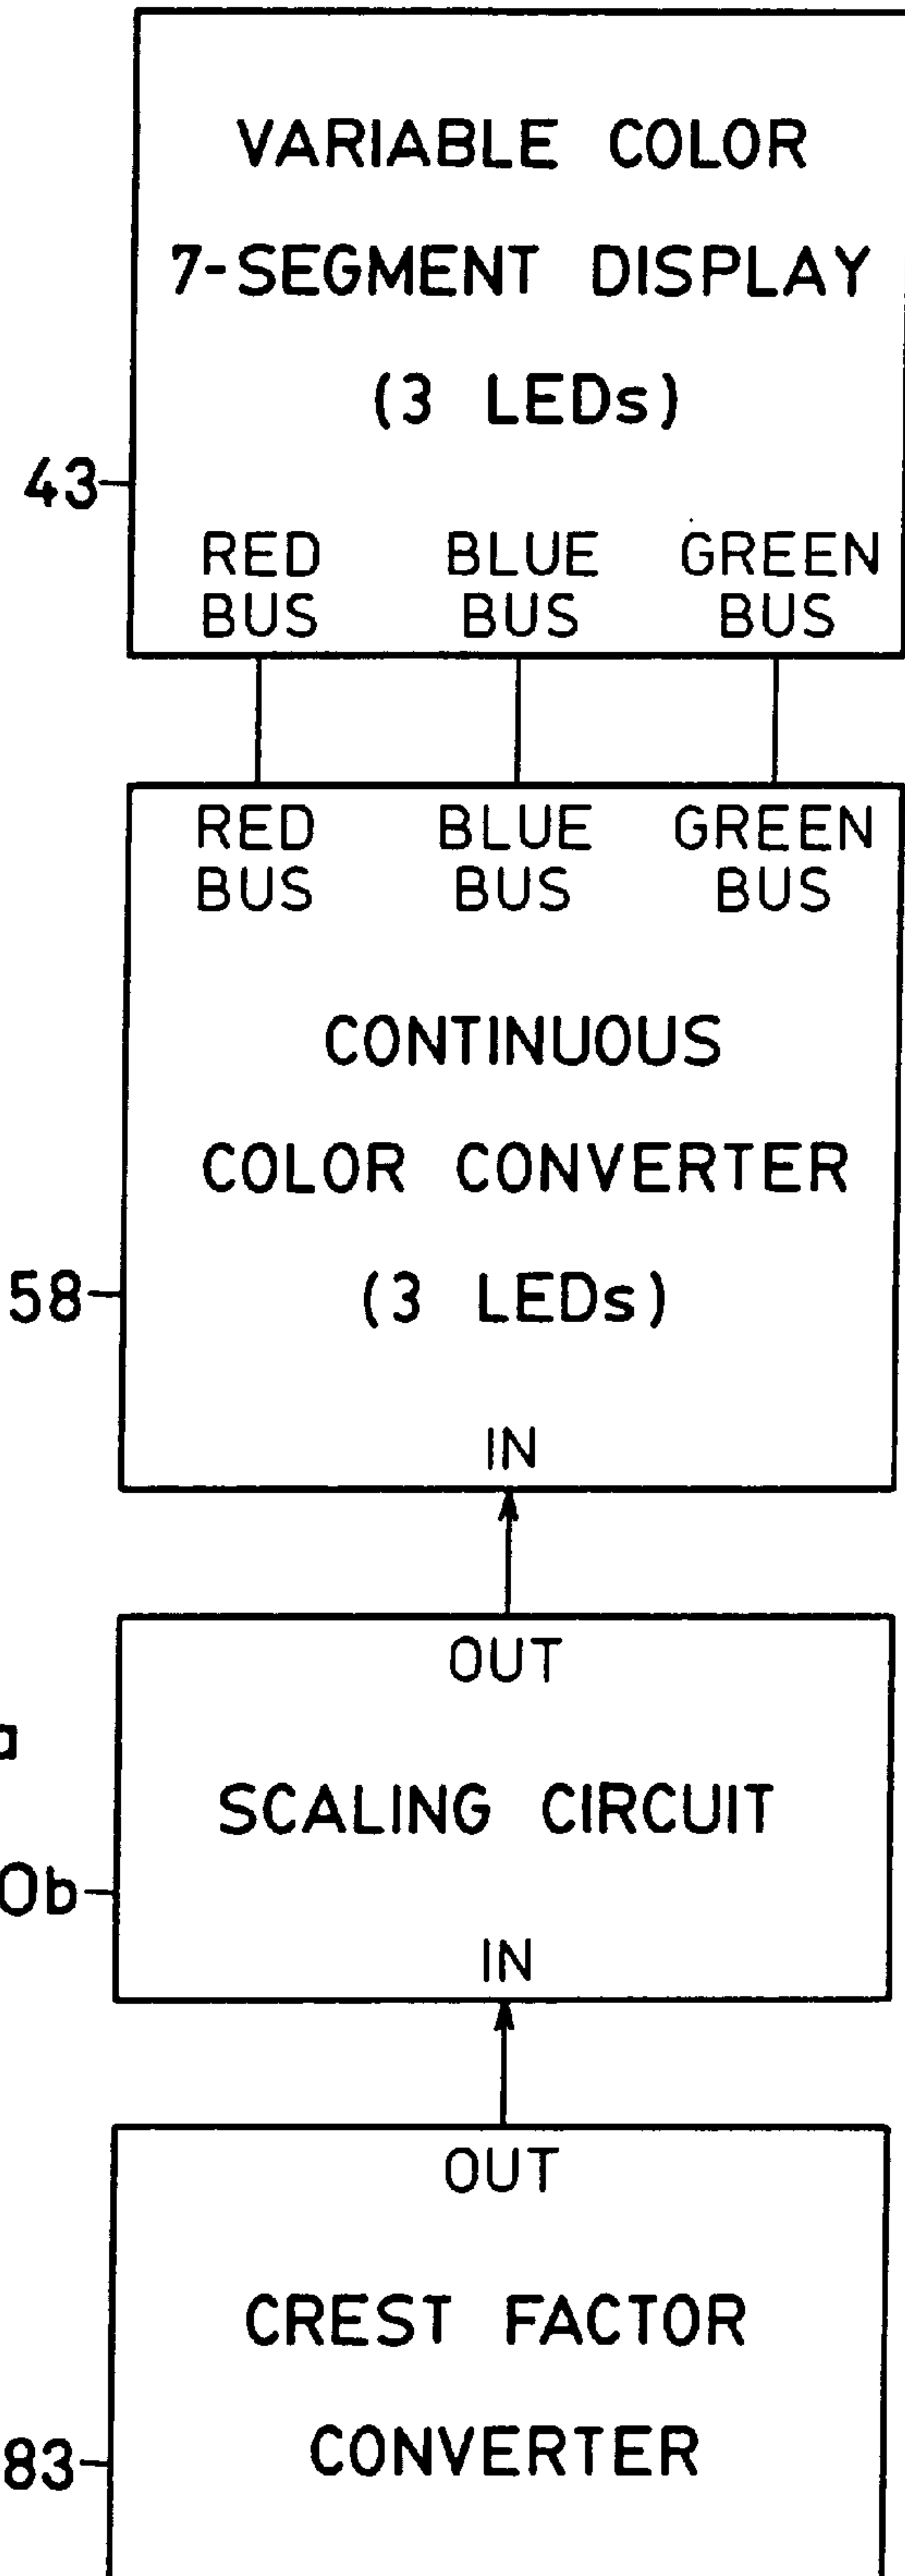 VARIABLE COLOR
7-SEGMENT DISPLAY
(3 LEDs)
43
RED BLUE GREEN
BUS BUS BUS
RED BLUE GREEN
BUS BUS BUS
CONTINUOUS
COLOR CONVERTER
58
(3 LEDs)
IN
OUT
a
SCALING CIRCUIT
0b
IN
OUT
CREST FACTOR
CONVERTER
83